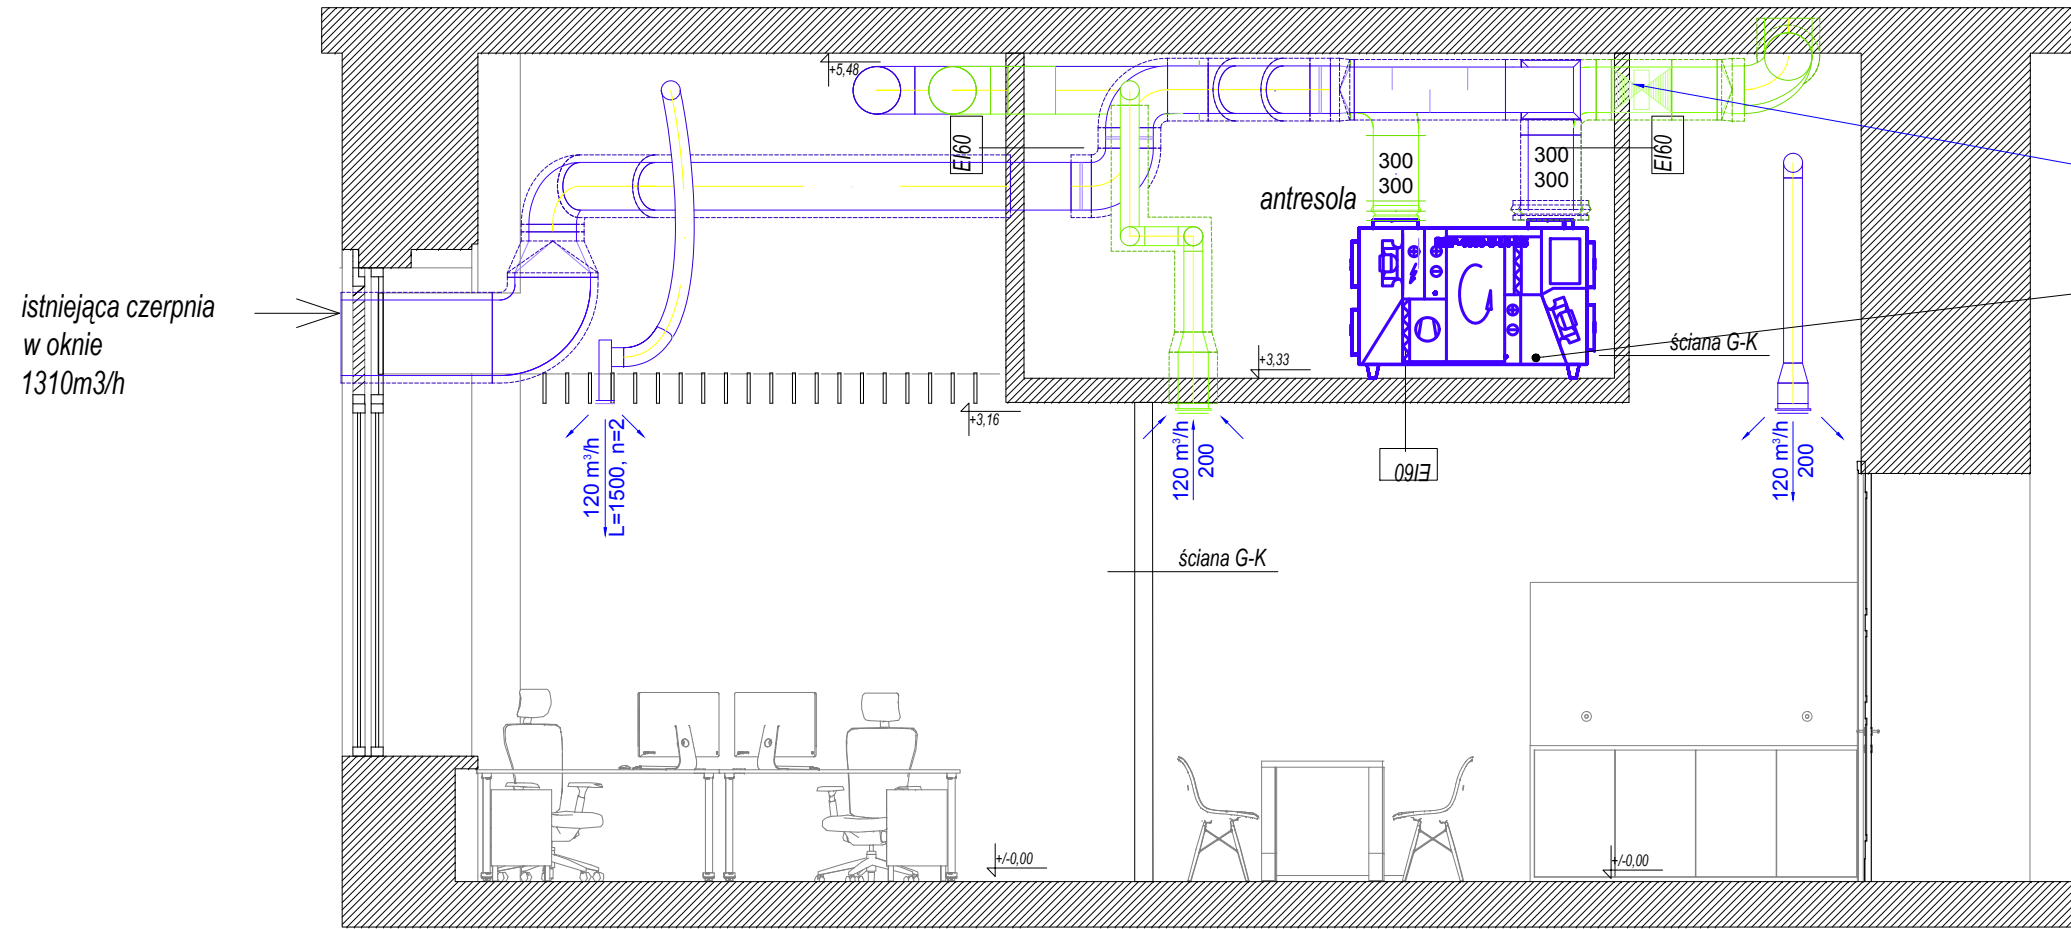 +5,48
EI60
300
300
300
300
EI60
antresola
istniejąca czerpnia
w oknie
1310m3/h
ściana G-K
+3,33
+3,16
120 m³/h
L=1500, n=2
120 m³/h
200
EI60
120 m³/h
200
ściana G-K
+/-0,00
+/-0,00